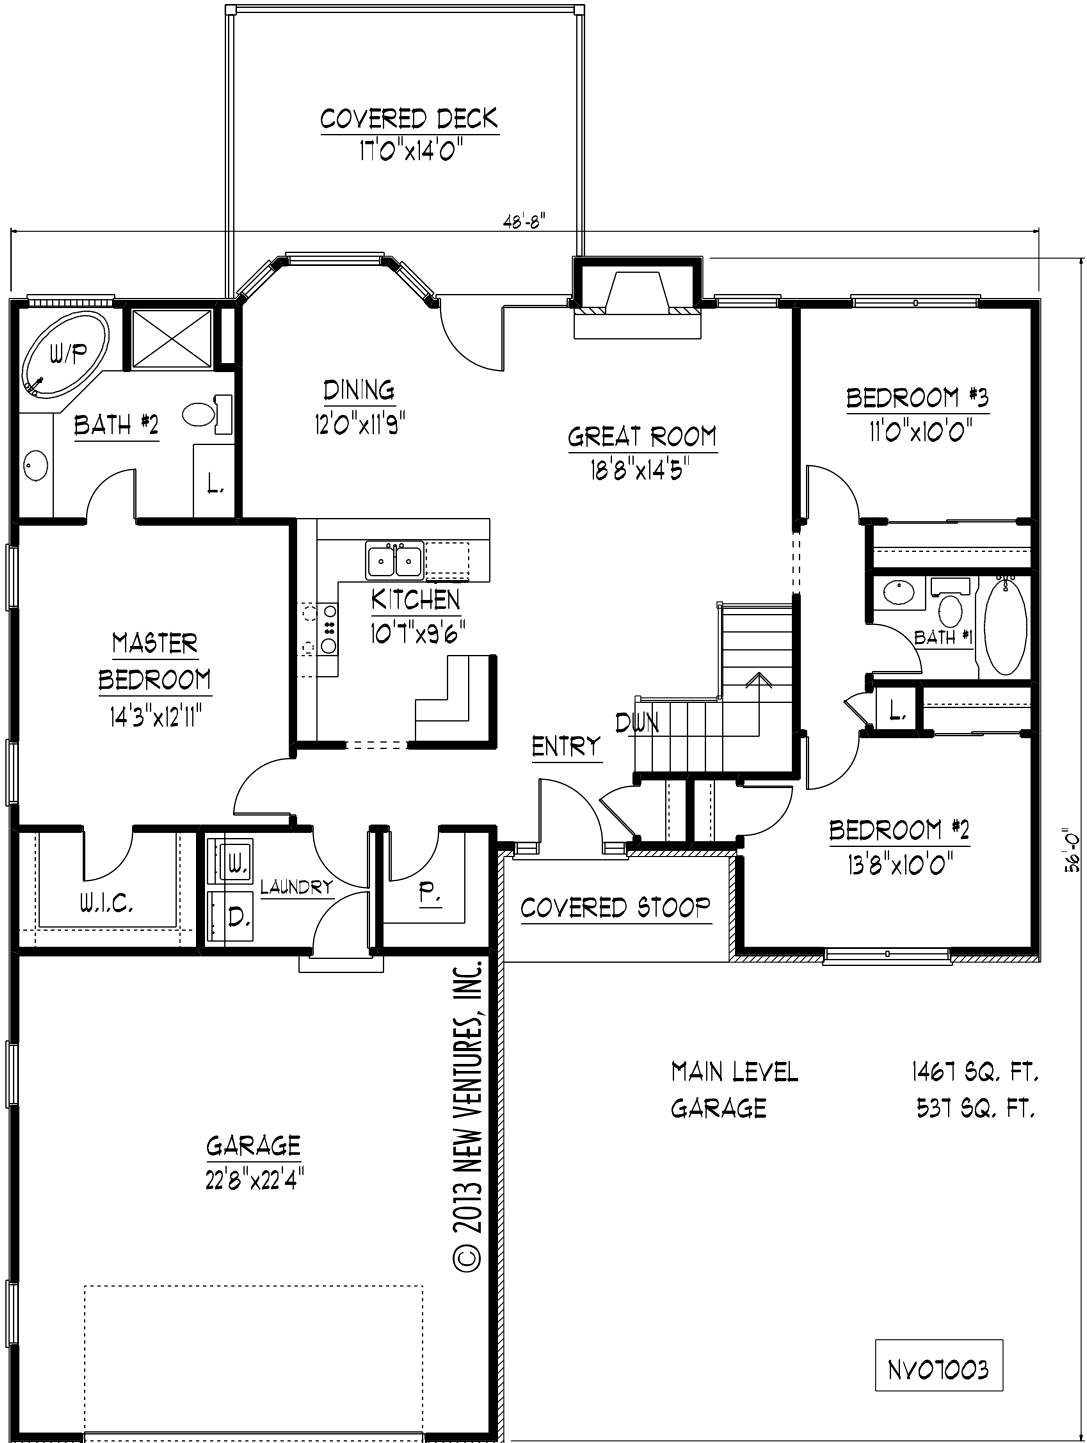 COVERED DECK
17'0"x14'0"
48'-8"
W/P
BATH #2
L.
DINING
12'0"x11'9"
GREAT ROOM
18'8"x14'5"
BEDROOM #3
11'0"x10'0"
KITCHEN
10'7"x9'6"
MASTER
BEDROOM
14'3"x12'11"
BATH #1
L.
DWN
ENTRY
BEDROOM #2
13'8"x10'0"
56'-0"
W.I.C.
W.
D.
LAUNDRY
P.
COVERED STOOP
© 2013 NEW VENTURES, INC.
MAIN LEVEL 1467 SQ. FT.
GARAGE 537 SQ. FT.
GARAGE
22'8"x22'4"
NV07003